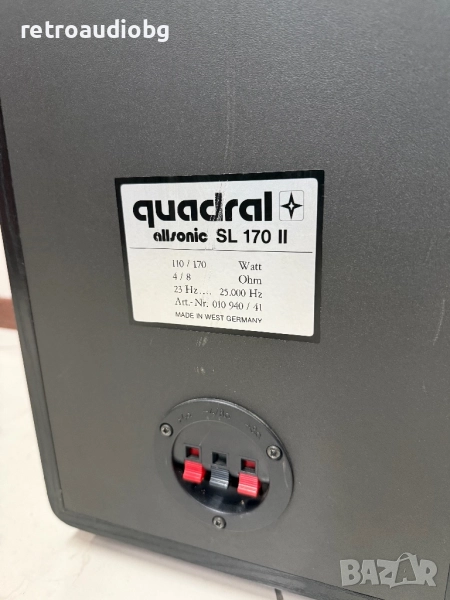 retroaudiobg
quadral
allsonic SL 170 II
110 / 170 Watt
4 / 8 Ohm
23 Hz.... 25.000 Hz
Art.-Nr. 010 940 / 41
MADE IN WEST GERMANY
BAZAR